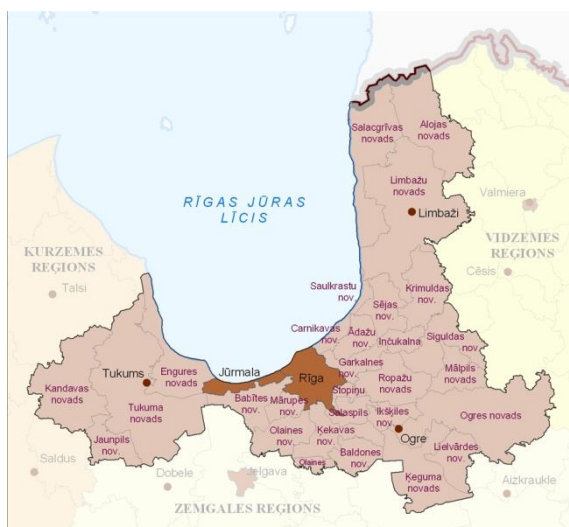 Salacgrīvas
novads
Alojas
novads
Limbažu
novads
Limbaži
Valmiera
RĪGAS JŪRAS
LĪCIS
VIDZEMES
REĢIONS
KURZEMES
REĢIONS
Talsi
Cēsis
Saulkrastu
nov.
Krimuldas
nov.
Sējas
nov.
Carnikavas
nov.
Ādažu
nov.
Inčukalna
Siguldas
nov.
Tukums
Engures
novads
Jūrmala
Rīga
Garkalnes
nov.
Mālpils
novads
Kandavas
novads
Stopiņu
Ropažu
novads
Tukuma
novads
Babītes
nov.
Mārupes
nov.
Salaspils
Ikšķiles
nov.
Ogres novads
Jaunpils
nov.
Olaines
nov.
Ķekavas
nov.
Ogre
Lielvārdes
nov.
Baldones
nov.
Olaines
Saldus
Dobele
Jelgava
Ķeguma
novads
Aizkraukle
ZEMGALES REĢIONS